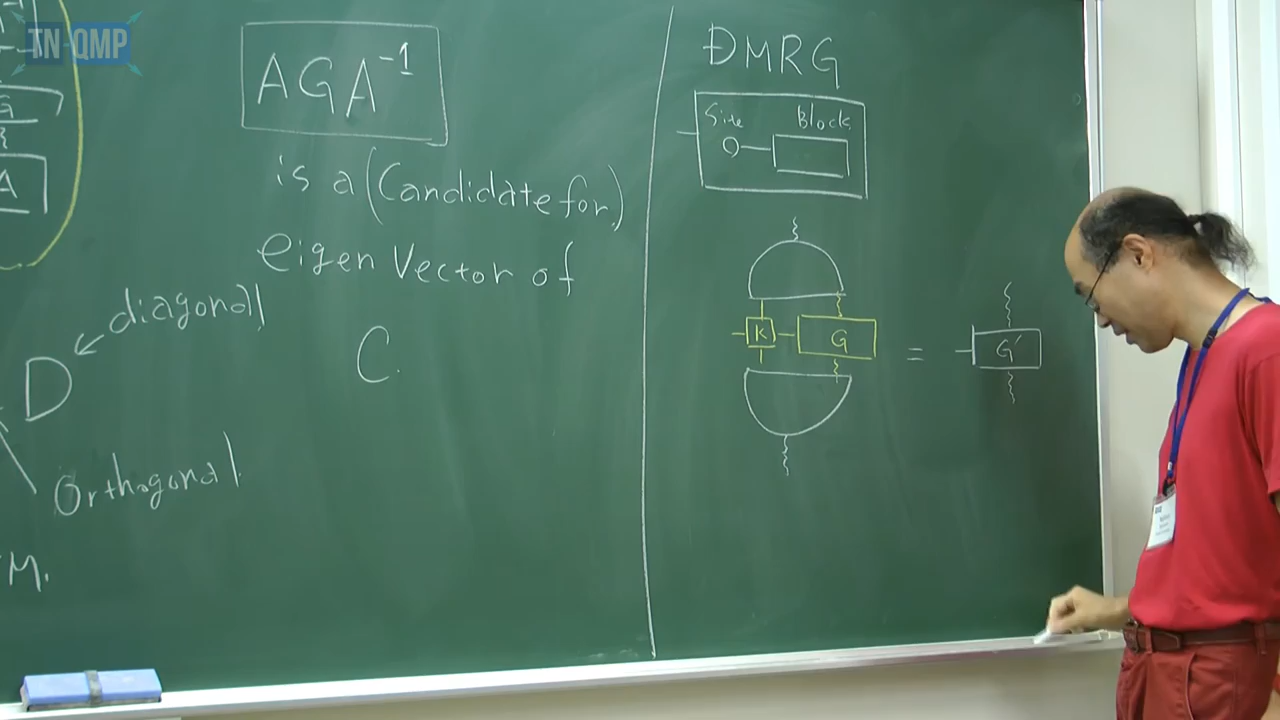 TN QMP
G
A
AGA⁻¹
is a (Candidate for)
eigen Vector of
C
diagonal
D
Orthogonal
M.
DMRG
Site Block
K G = G'